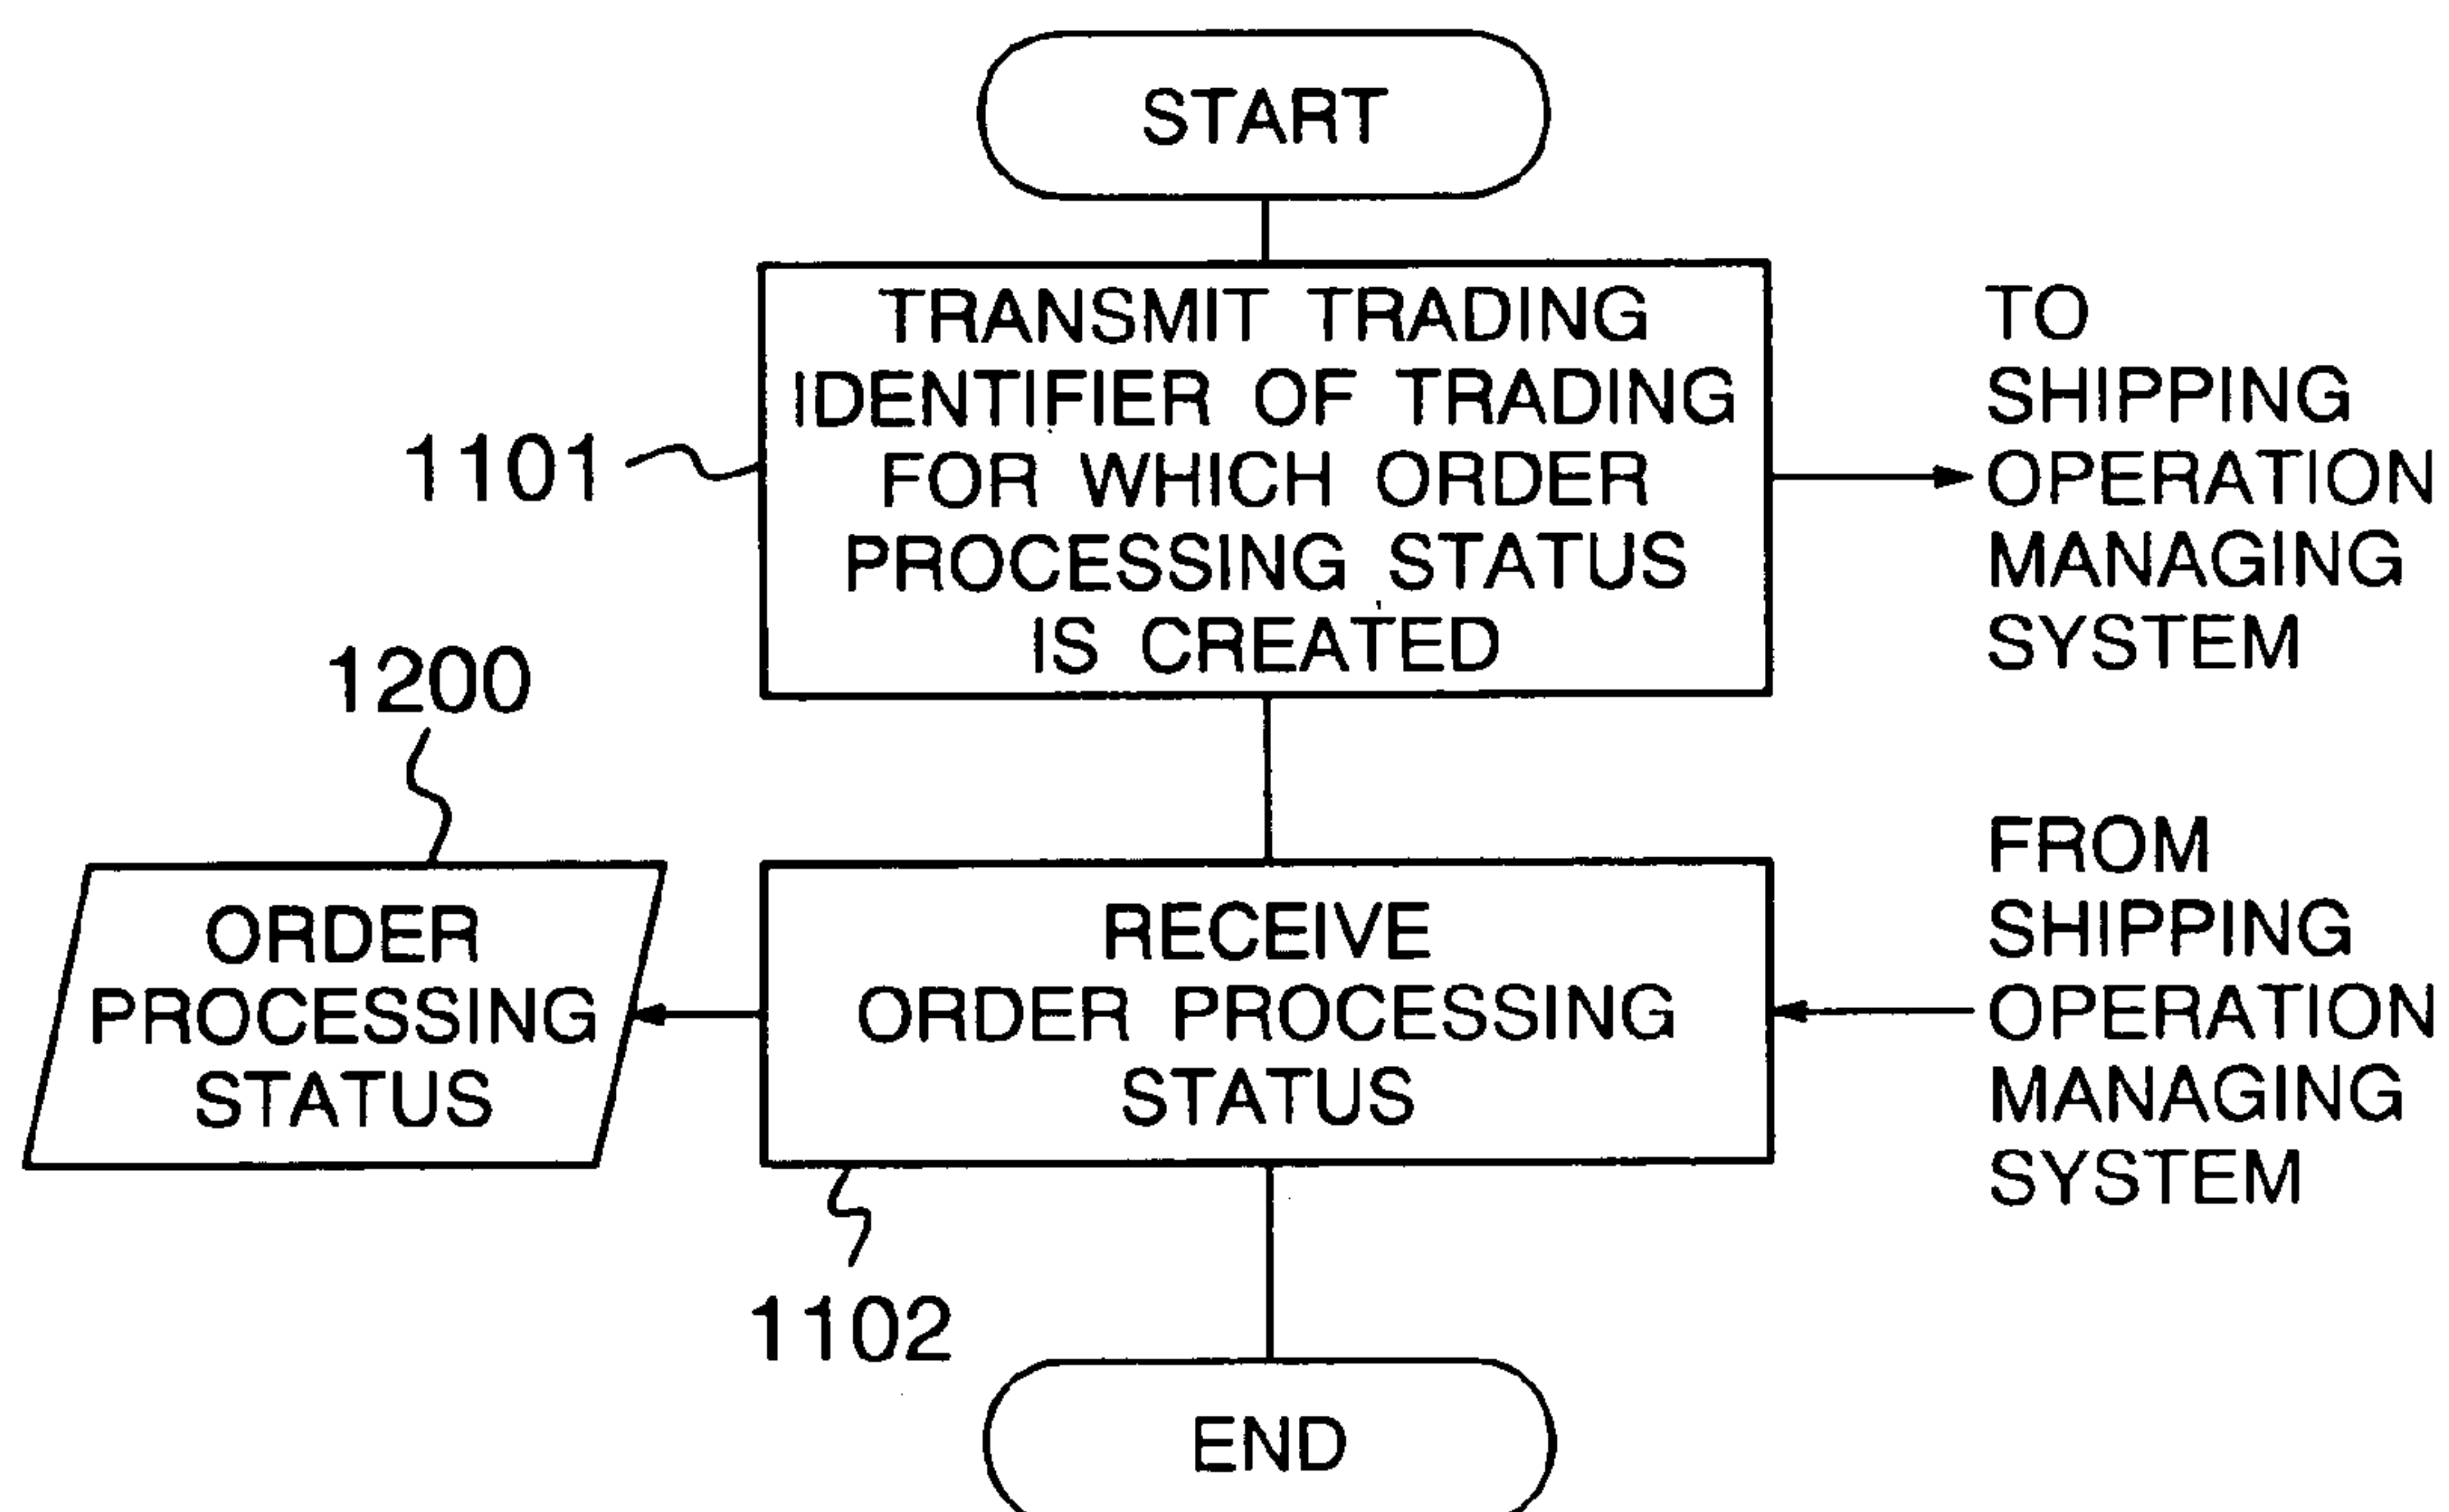 START
TRANSMIT TRADING
IDENTIFIER OF TRADING
FOR WHICH ORDER
PROCESSING STATUS
IS CREATED
1101
TO
SHIPPING
OPERATION
MANAGING
SYSTEM
1200
ORDER
PROCESSING
STATUS
RECEIVE
ORDER PROCESSING
STATUS
FROM
SHIPPING
OPERATION
MANAGING
SYSTEM
1102
END